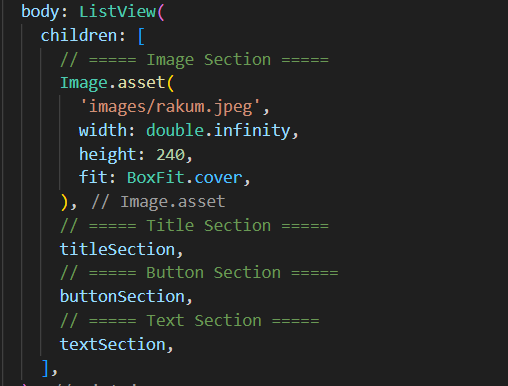 body: ListView(
children: [
// ===== Image Section =====
Image.asset(
'images/rakum.jpeg',
width: double.infinity,
height: 240,
fit: BoxFit.cover,
), // Image.asset
// ===== Title Section =====
titleSection,
// ===== Button Section =====
buttonSection,
// ===== Text Section =====
textSection,
],